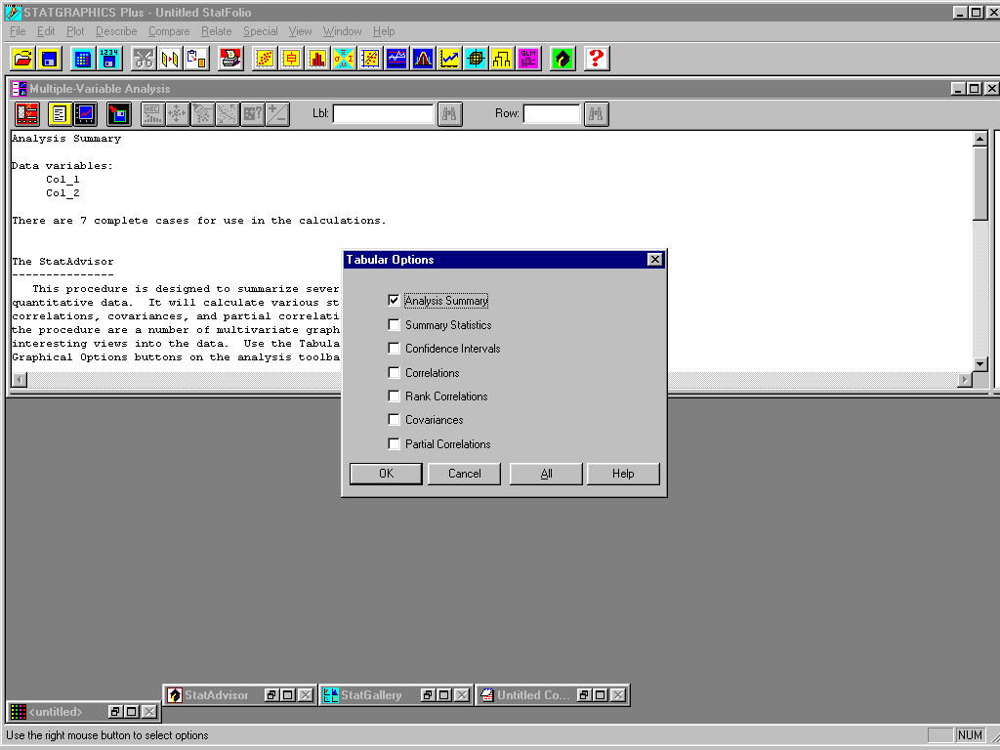 STATGRAPHICS Plus - Untitled StatFolio
File Edit Plot Describe Compare Relate Special View Window Help
1234
GLM
?
Multiple-Variable Analysis
ABC
Lbl:
Row:
Analysis Summary
Data variables:
Col_1
Col_2
There are 7 complete cases for use in the calculations.
The StatAdvisor
---------------
This procedure is designed to summarize sever
quantitative data. It will calculate various st
correlations, covariances, and partial correlati
the procedure are a number of multivariate graph
interesting views into the data. Use the Tabula
Graphical Options buttons on the analysis toolba
Tabular Options
Analysis Summary
Summary Statistics
Confidence Intervals
Correlations
Rank Correlations
Covariances
Partial Correlations
OK Cancel All Help
StatAdvisor
StatGallery
Untitled Co...
<untitled>
Use the right mouse button to select options
NUM